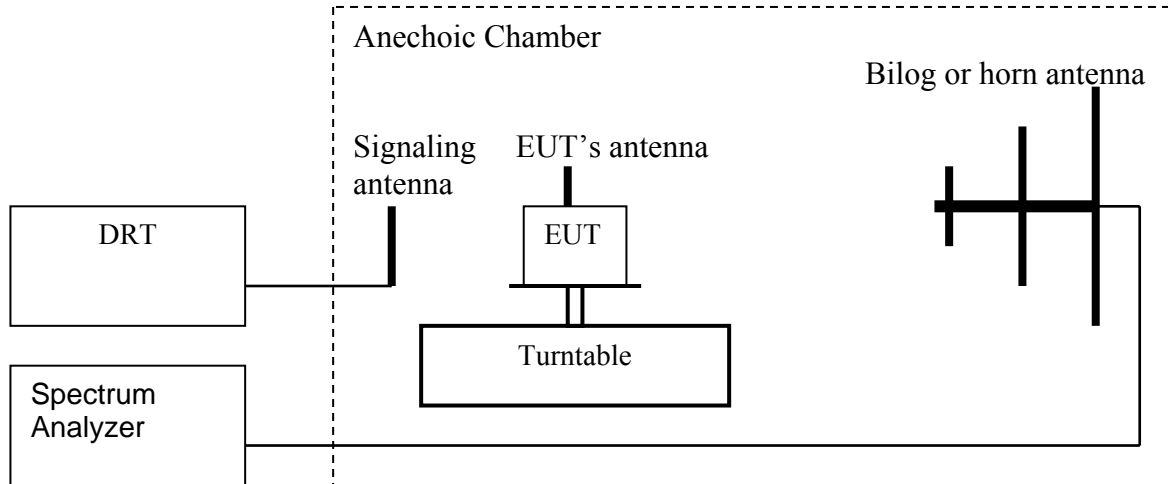 Anechoic Chamber
Bilog or horn antenna
Signaling
antenna
EUT’s antenna
DRT
EUT
Turntable
Spectrum
Analyzer